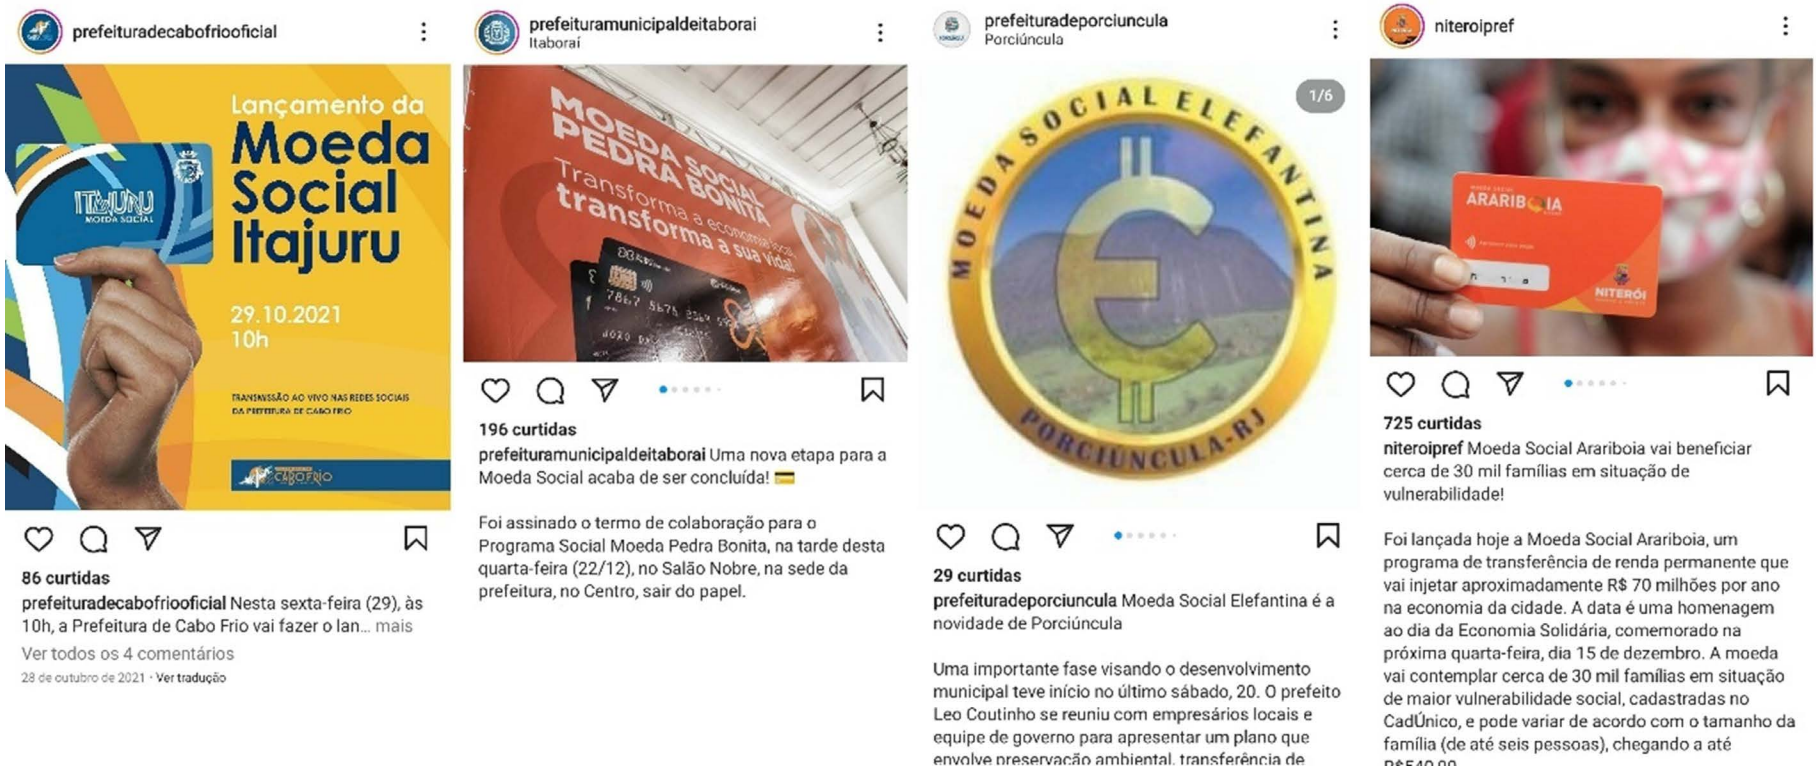 prefeituradecabofriooficial
Lançamento da
Moeda
Social
Itajuru
ITAJURU
MOEDA SOCIAL
29.10.2021
10h
TRANSMISSÃO AO VIVO NAS REDES SOCIAIS
DA PREFEITURA DE CABO FRIO
CABO FRIO
86 curtidas
prefeituradecabofriooficial Nesta sexta-feira (29), às
10h, a Prefeitura de Cabo Frio vai fazer o lan... mais
Ver todos os 4 comentários
28 de outubro de 2021 · Ver tradução
prefeituramunicipaldeitaborai
Itaboraí
MOEDA SOCIAL
PEDRA BONITA
Transforma a economia local,
transforma a sua vida!
196 curtidas
prefeituramunicipaldeitaborai Uma nova etapa para a
Moeda Social acaba de ser concluída! 💳
Foi assinado o termo de colaboração para o
Programa Social Moeda Pedra Bonita, na tarde desta
quarta-feira (22/12), no Salão Nobre, na sede da
prefeitura, no Centro, sair do papel.
prefeituradeporciuncula
Porciúncula
1/6
MOEDA SOCIAL ELEFANTINA
PORCIUNCULA-RJ
29 curtidas
prefeituradeporciuncula Moeda Social Elefantina é a
novidade de Porciúncula
Uma importante fase visando o desenvolvimento
municipal teve início no último sábado, 20. O prefeito
Leo Coutinho se reuniu com empresários locais e
equipe de governo para apresentar um plano que
envolve preservação ambiental, transferência de
niteroipref
MOEDA SOCIAL
ARARIBOIA
NITERÓI
725 curtidas
niteroipref Moeda Social Arariboia vai beneficiar
cerca de 30 mil famílias em situação de
vulnerabilidade!
Foi lançada hoje a Moeda Social Arariboia, um
programa de transferência de renda permanente que
vai injetar aproximadamente R$ 70 milhões por ano
na economia da cidade. A data é uma homenagem
ao dia da Economia Solidária, comemorado na
próxima quarta-feira, dia 15 de dezembro. A moeda
vai contemplar cerca de 30 mil famílias em situação
de maior vulnerabilidade social, cadastradas no
CadÚnico, e pode variar de acordo com o tamanho da
família (de até seis pessoas), chegando a até